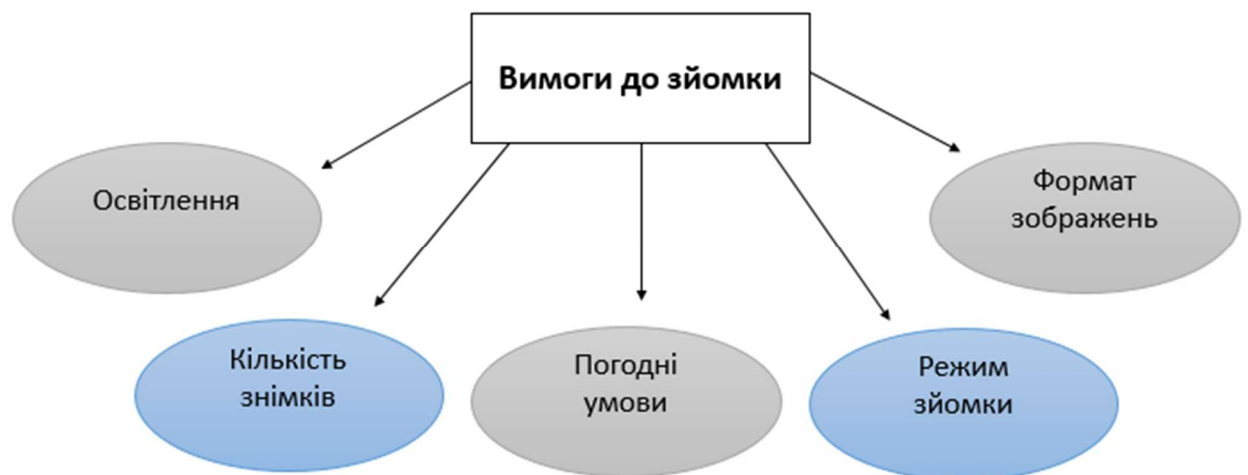 Вимоги до зйомки
Освітлення
Формат
зображень
Кількість
знімків
Погодні
умови
Режим
зйомки